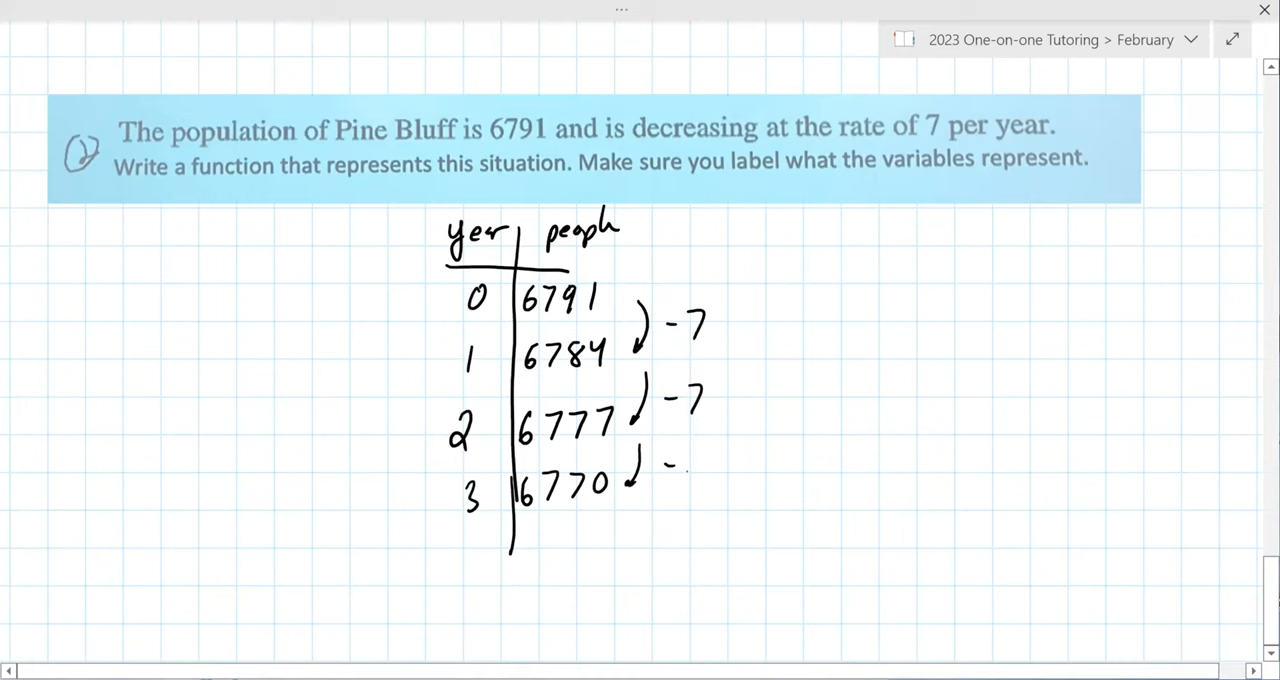 2023 One-on-one Tutoring > February
② The population of Pine Bluff is 6791 and is decreasing at the rate of 7 per year.
Write a function that represents this situation. Make sure you label what the variables represent.
year people
0 6791
-7
1 6784
-7
2 6777
-
3 6770